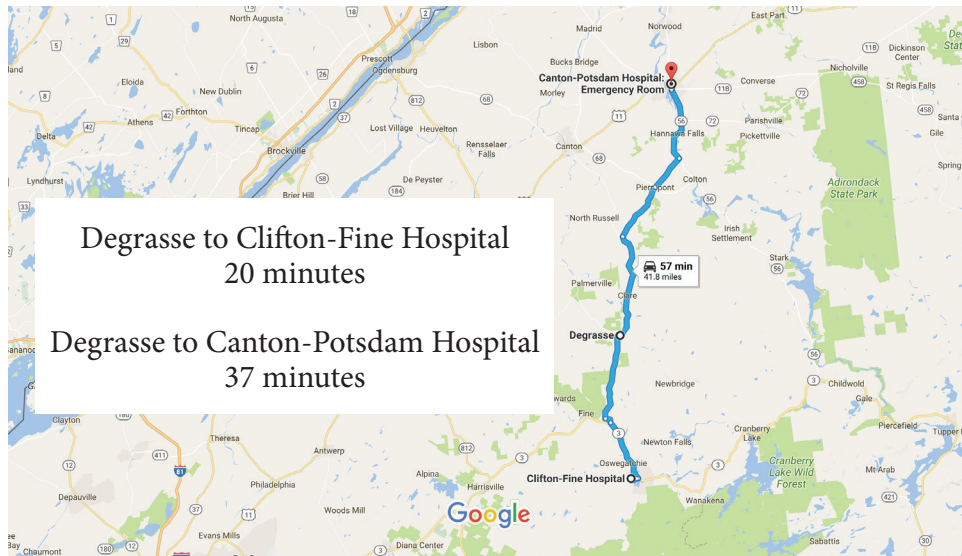 East Part
Madrid
Norwood
North Augusta
Lisbon
Prescott
Ogdensburg
Bucks Bridge
Dickinson
Center
Nicholville
Canton-Potsdam Hospital:
Emergency Room
Converse
St Regis Falls
Eloida
New Dublin
Morley
Forthton
Athens
Lost Village
Heuvelton
Parishville
Delta
Tincap
Hannawa Falls
Pickettville
Gile
Rensselaer
Falls
Canton
Brockville
Spring
Lyndhurst
De Peyster
Colton
Pierrepont
Adirondack
State Park
Brier Hill
North Russell
Irish
Settlement
Degrasse to Clifton-Fine Hospital
20 minutes
Stark
57 min
41.8 miles
Palmerville
Clare
Degrasse to Canton-Potsdam Hospital
37 minutes
Degrasse
Newbridge
Childwold
Gale
wards
Fine
Clayton
Piercefield
Theresa
Cranberry
Lake
Tupper
Newton Falls
Antwerp
Oswegatchie
Cranberry
Lake Wild
Forest
Mt Arab
Alpina
Clifton-Fine Hospital
Philadelphia
Harrisville
Wanakena
Depauville
Woods Mill
Google
Evans Mills
Sabattis
Diana Center
Chaumont